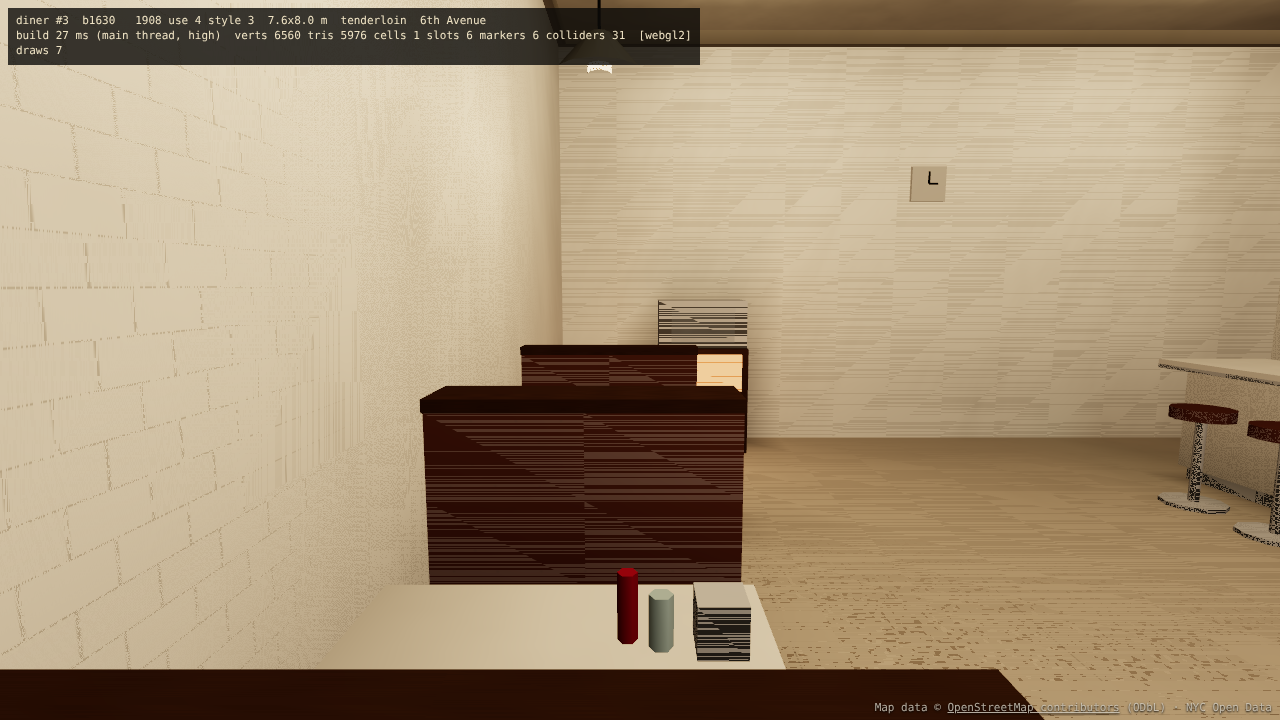 diner #3  b1630   1908 use 4 style 3  7.6x8.0 m  tenderloin  6th Avenue
build 27 ms (main thread, high)  verts 6560 tris 5976 cells 1 slots 6 markers 6 colliders 31  [webgl2]
draws 7
Map data © OpenStreetMap contributors (ODbL) - NYC Open Data